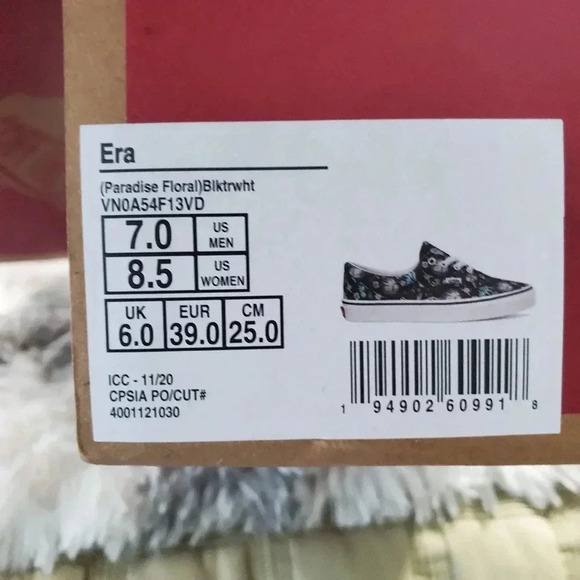 Era
(Paradise Floral)Blktrwht
VN0A54F13VD
7.0 US MEN
8.5 US WOMEN
UK 6.0 EUR 39.0 CM 25.0
ICC - 11/20
CPSIA PO/CUT#
4001121030
1 94902 60991 8